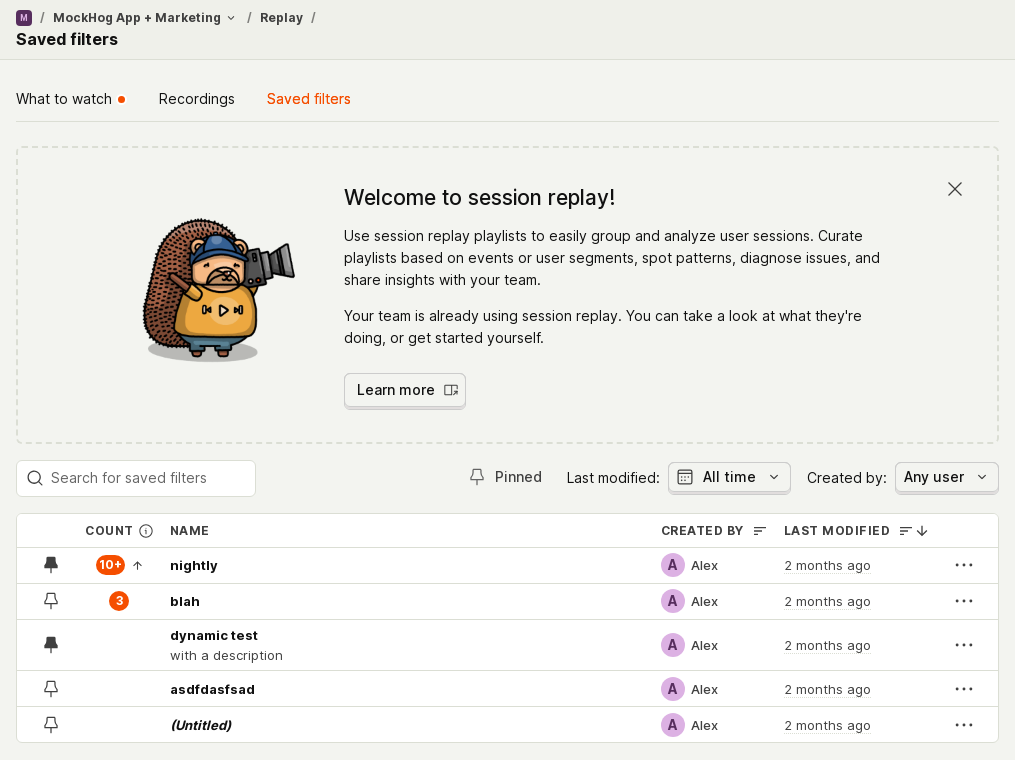 M / MockHog App + Marketing / Replay /
Saved filters
What to watch Recordings Saved filters
Welcome to session replay!
Use session replay playlists to easily group and analyze user sessions. Curate
playlists based on events or user segments, spot patterns, diagnose issues, and
share insights with your team.
Your team is already using session replay. You can take a look at what they're
doing, or get started yourself.
Learn more
Search for saved filters Pinned Last modified: All time Created by: Any user
COUNT NAME CREATED BY LAST MODIFIED
10+ nightly A Alex 2 months ago
3 blah A Alex 2 months ago
dynamic test
with a description A Alex 2 months ago
asdfdasfsad A Alex 2 months ago
(Untitled) A Alex 2 months ago